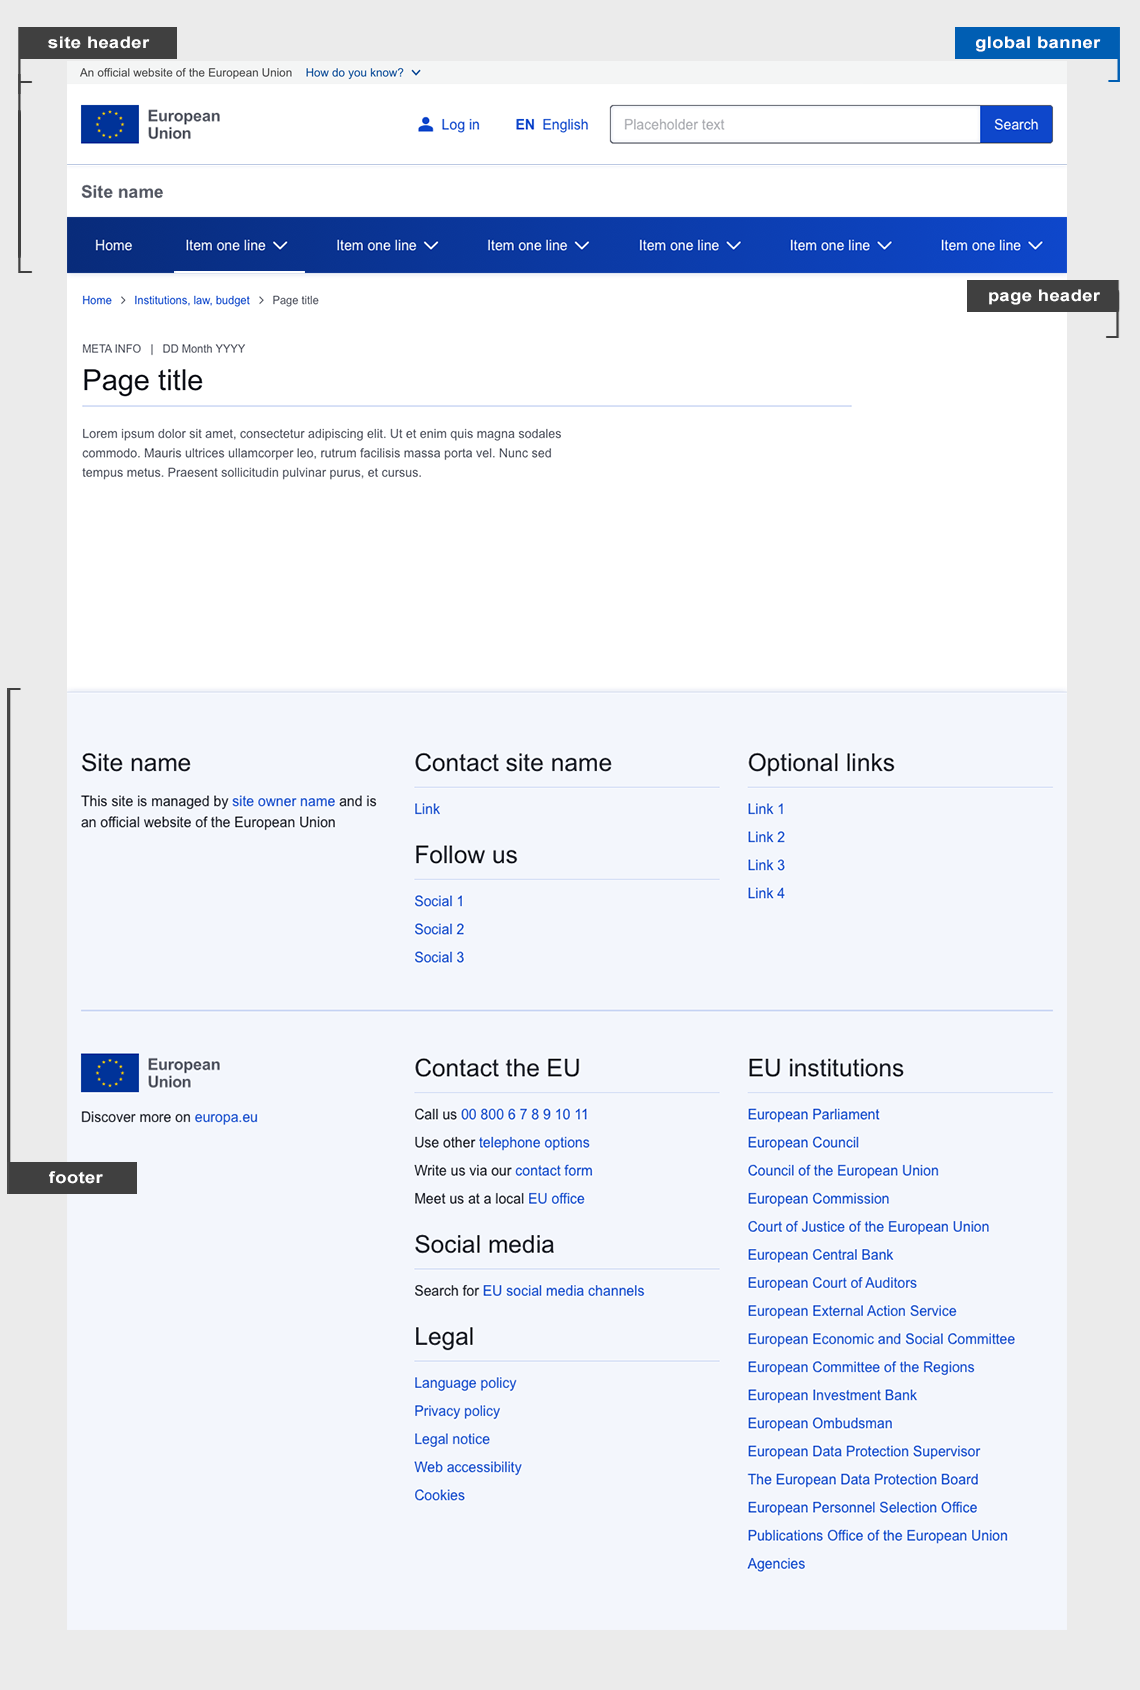 site header
global banner
An official website of the European Union How do you know?
European
Union
Log in
EN English
Placeholder text
Search
Site name
Home Item one line Item one line Item one line Item one line Item one line Item one line
Home Institutions, law, budget Page title
page header
META INFO | DD Month YYYY
Page title
Lorem ipsum dolor sit amet, consectetur adipiscing elit. Ut et enim quis magna sodales
commodo. Mauris ultrices ullamcorper leo, rutrum facilisis massa porta vel. Nunc sed
tempus metus. Praesent sollicitudin pulvinar purus, et cursus.
Site name
This site is managed by site owner name and is
an official website of the European Union
Contact site name
Link
Follow us
Social 1
Social 2
Social 3
Optional links
Link 1
Link 2
Link 3
Link 4
European
Union
Discover more on europa.eu
footer
Contact the EU
Call us 00 800 6 7 8 9 10 11
Use other telephone options
Write us via our contact form
Meet us at a local EU office
Social media
Search for EU social media channels
Legal
Language policy
Privacy policy
Legal notice
Web accessibility
Cookies
EU institutions
European Parliament
European Council
Council of the European Union
European Commission
Court of Justice of the European Union
European Central Bank
European Court of Auditors
European External Action Service
European Economic and Social Committee
European Committee of the Regions
European Investment Bank
European Ombudsman
European Data Protection Supervisor
The European Data Protection Board
European Personnel Selection Office
Publications Office of the European Union
Agencies